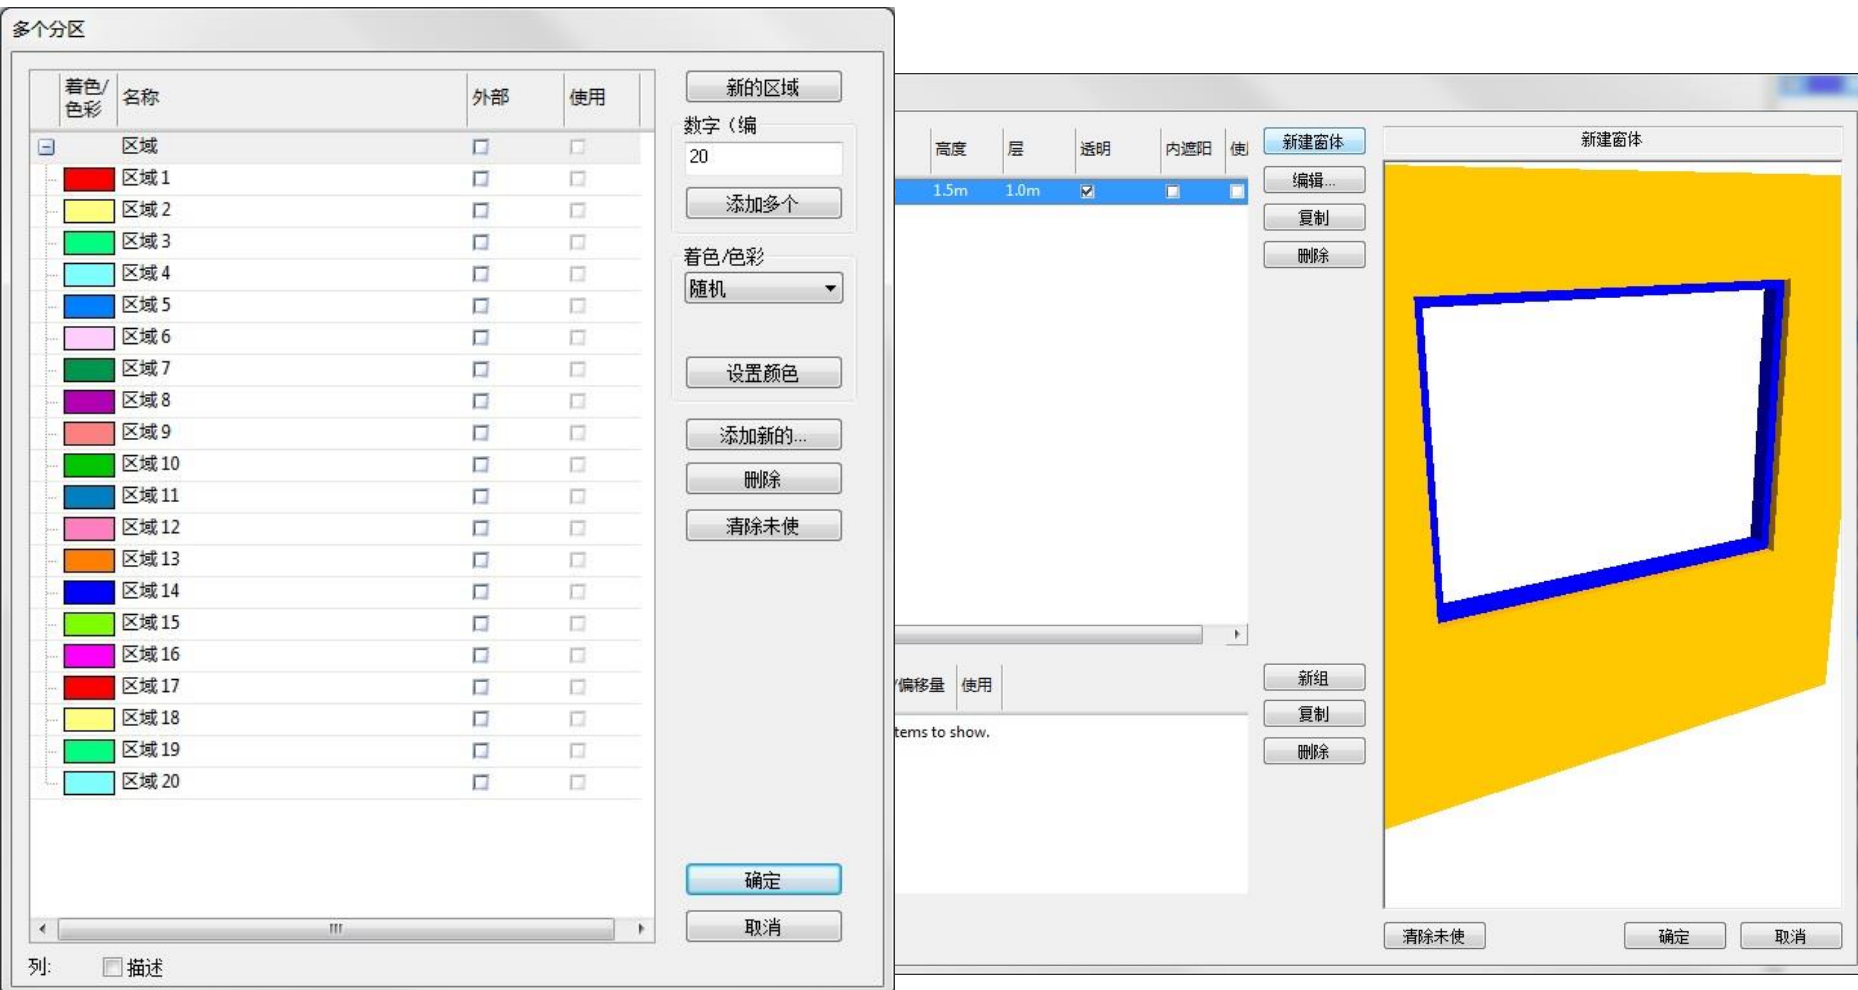 多个分区
着色/色彩 名称 外部 使用
区域
区域 1
区域 2
区域 3
区域 4
区域 5
区域 6
区域 7
区域 8
区域 9
区域 10
区域 11
区域 12
区域 13
区域 14
区域 15
区域 16
区域 17
区域 18
区域 19
区域 20
列: 描述
新的区域
数字（编
20
添加多个
着色/色彩
随机
设置颜色
添加新的...
删除
清除未使
确定
取消
高度 层 透明 内遮阳
1.5m 1.0m
/偏移量 使用
tems to show.
新建窗体
编辑...
复制
删除
新组
复制
删除
新建窗体
清除未使 确定 取消